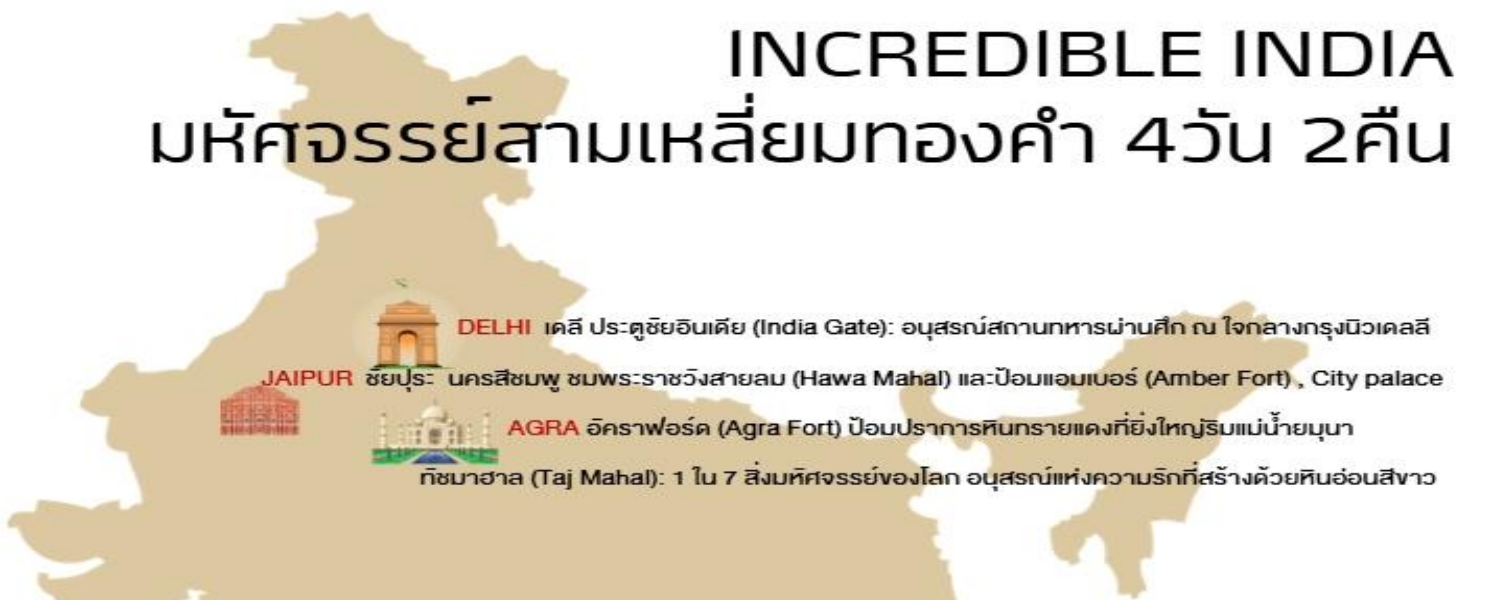 INCREDIBLE INDIA
มหัศจรรย์สามเหลี่ยมทองคำ 4วัน 2คืน
DELHI เดลี ประตูชัยอินเดีย (India Gate): อนุสรณ์สถานทหารผ่านศึก ณ ใจกลางกรุงนิวเดลลี
JAIPUR ชัยปุระ นครสีชมพู ชมพระราชวังสายลม (Hawa Mahal) และป้อมแอมเบอร์ (Amber Fort) , City palace
AGRA อัคราฟอร์ด (Agra Fort) ป้อมปราการหินทรายแดงที่ยิ่งใหญ่ริมแม่น้ำยมุนา
ทัชมาฮาล (Taj Mahal): 1 ใน 7 สิ่งมหัศจรรย์ของโลก อนุสรณ์แห่งความรักที่สร้างด้วยหินอ่อนสีขาว